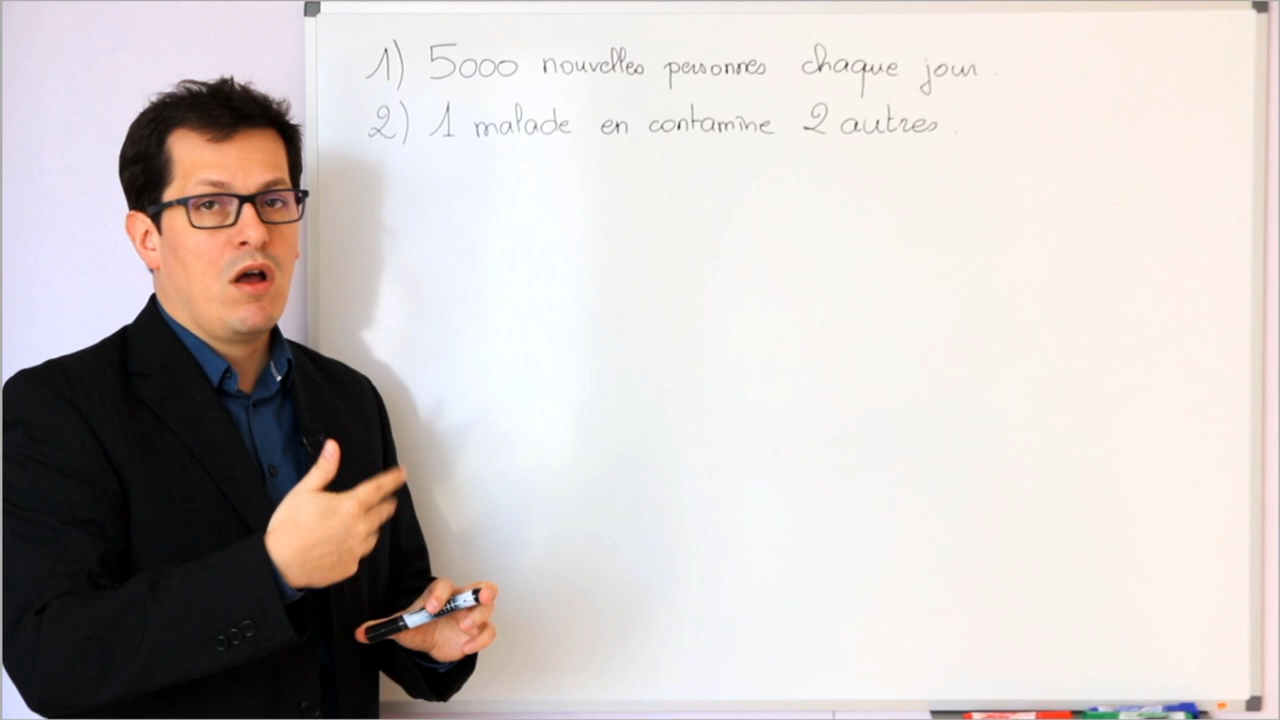 1) 5000 nouvelles personnes chaque jour.
2) 1 malade en contamine 2 autres.